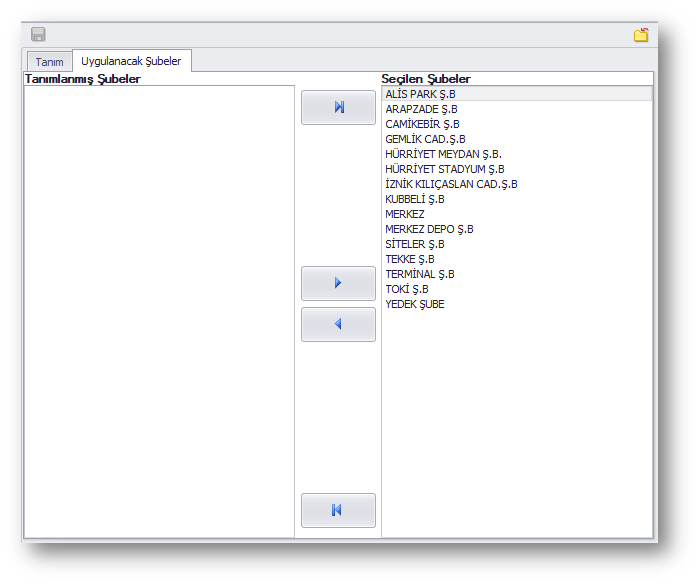 Tanım
Uygulanacak Şubeler
Tanımlanmış Şubeler
Seçilen Şubeler
ALİS PARK Ş.B
ARAPZADE Ş.B
CAMİKEBİR Ş.B
GEMLİK CAD.Ş.B
HÜRRİYET MEYDAN Ş.B.
HÜRRİYET STADYUM Ş.B
İZNİK KILIÇASLAN CAD.Ş.B
KUBBELİ Ş.B
MERKEZ
MERKEZ DEPO Ş.B
SİTELER Ş.B
TEKKE Ş.B
TERMİNAL Ş.B
TOKİ Ş.B
YEDEK ŞUBE